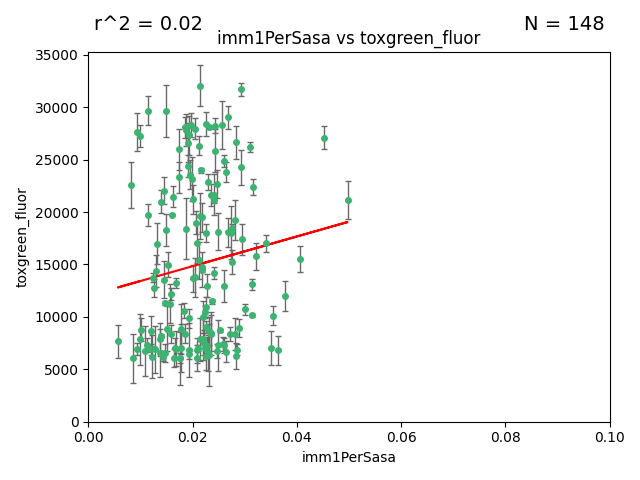 r^2 = 0.02
N = 148
imm1PerSasa vs toxgreen_fluor
35000
30000
25000
20000
15000
10000
5000
0
toxgreen_fluor
0.00
0.02
0.04
0.06
0.08
0.10
imm1PerSasa